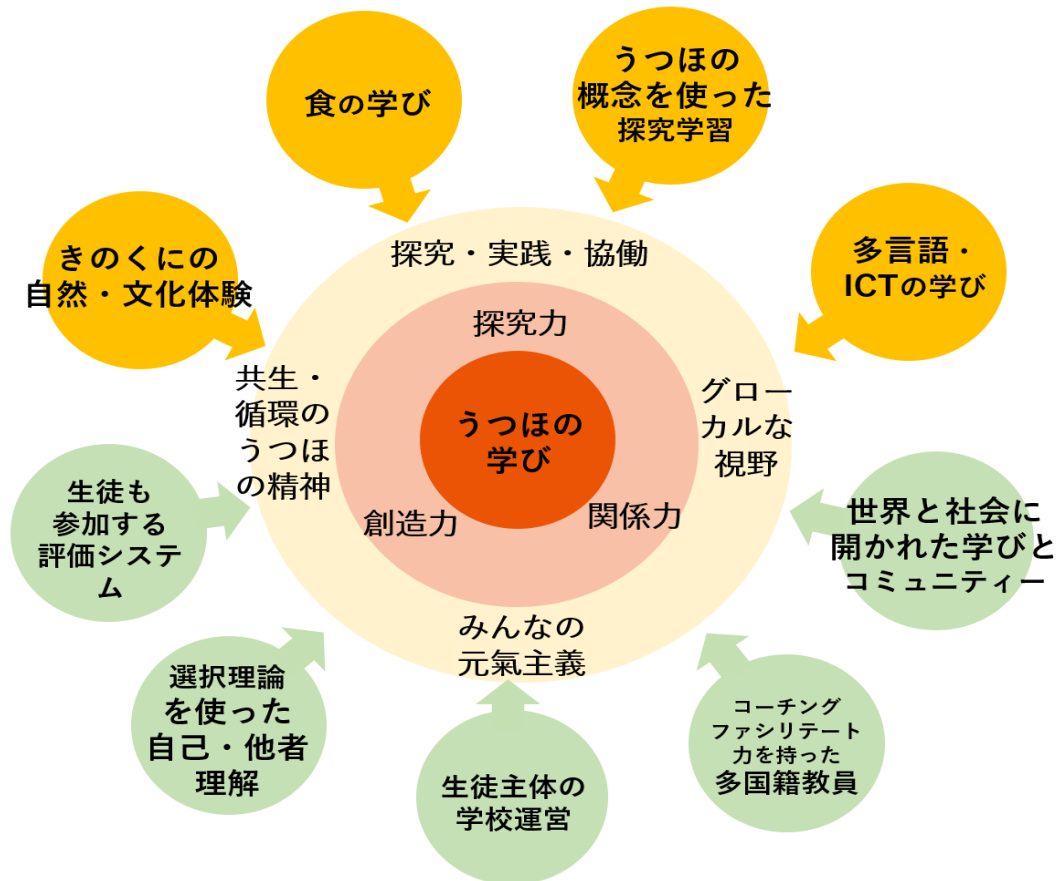 食の学び
うつほの
概念を使った
探究学習
きのくにの
自然・文化体験
多言語・
ICTの学び
探究・実践・協働
探究力
共生・
循環の
うつほ
の精神
うつほの
学び
グロー
カルな
視野
創造力
関係力
みんなの
元氣主義
生徒も
参加する
評価システ
ム
世界と社会に
開かれた学びと
コミュニティー
選択理論
を使った
自己・他者
理解
生徒主体の
学校運営
コーチング
ファシリテート
力を持った
多国籍教員